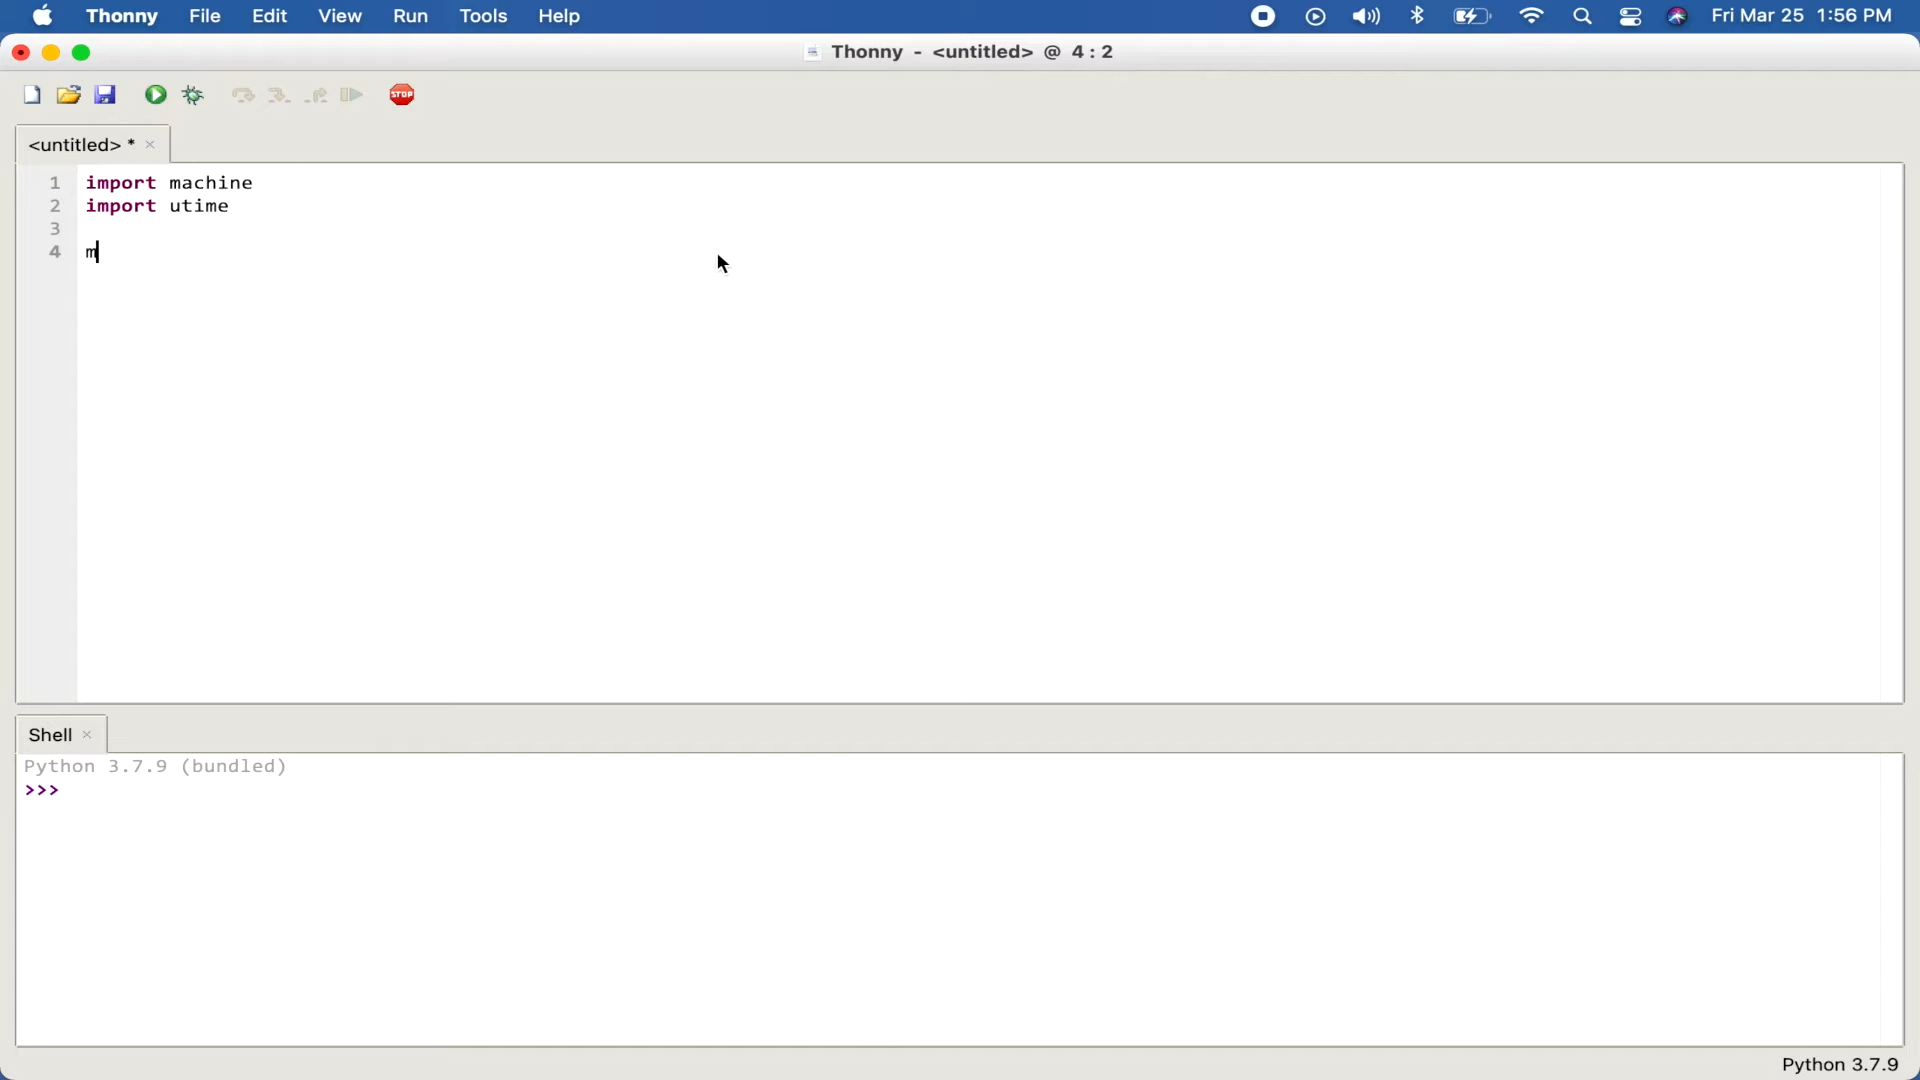 Thonny File Edit View Run Tools Help Fri Mar 25 1:56 PM
Thonny - <untitled> @ 4 : 2
STOP
<untitled> * ×
1 import machine
2 import utime
3
4 m
Shell ×
Python 3.7.9 (bundled)
>>>
Python 3.7.9